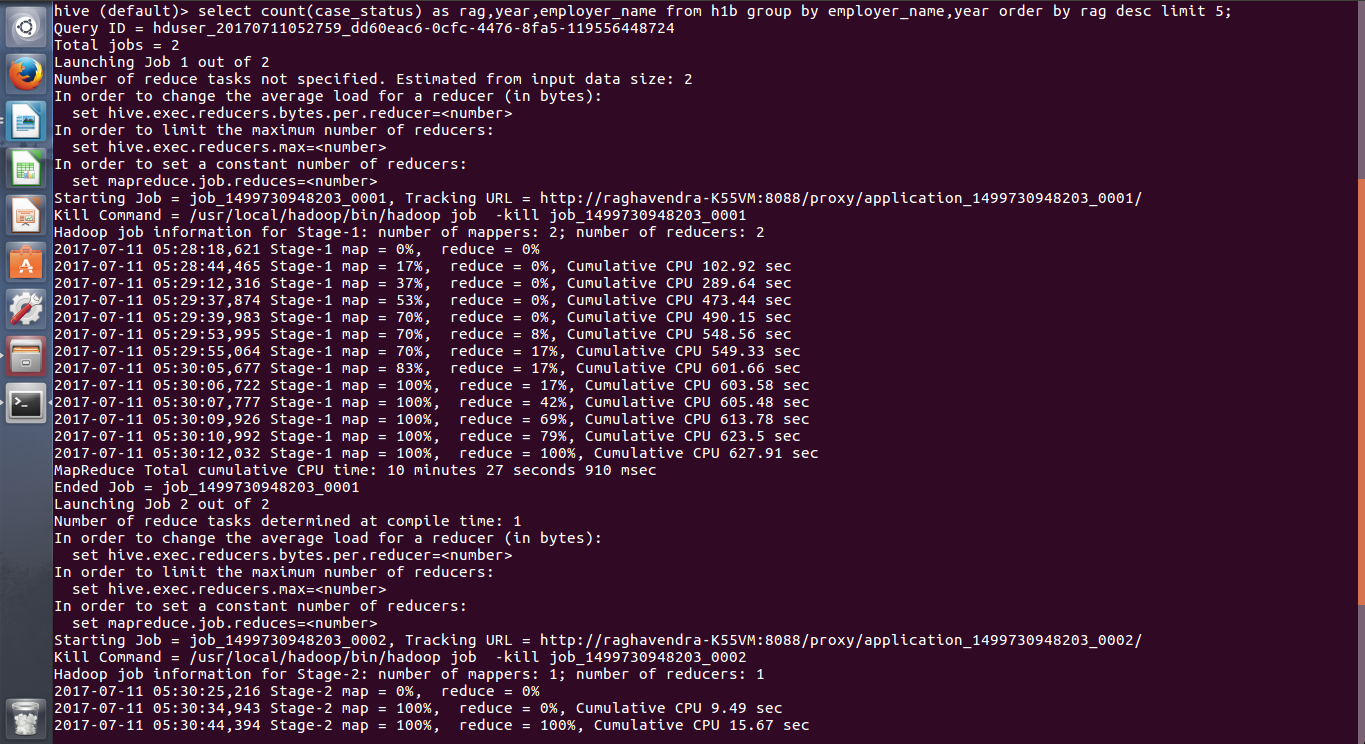 hive (default)> select count(case_status) as rag,year,employer_name from h1b group by employer_name,year order by rag desc limit 5;
Query ID = hduser_20170711052759_dd60eac6-0cfc-4476-8fa5-119556448724
Total jobs = 2
Launching Job 1 out of 2
Number of reduce tasks not specified. Estimated from input data size: 2
In order to change the average load for a reducer (in bytes):
  set hive.exec.reducers.bytes.per.reducer=<number>
In order to limit the maximum number of reducers:
  set hive.exec.reducers.max=<number>
In order to set a constant number of reducers:
  set mapreduce.job.reduces=<number>
Starting Job = job_1499730948203_0001, Tracking URL = http://raghavendra-K55VM:8088/proxy/application_1499730948203_0001/
Kill Command = /usr/local/hadoop/bin/hadoop job  -kill job_1499730948203_0001
Hadoop job information for Stage-1: number of mappers: 2; number of reducers: 2
2017-07-11 05:28:18,621 Stage-1 map = 0%,  reduce = 0%
2017-07-11 05:28:44,465 Stage-1 map = 17%,  reduce = 0%, Cumulative CPU 102.92 sec
2017-07-11 05:29:12,316 Stage-1 map = 37%,  reduce = 0%, Cumulative CPU 289.64 sec
2017-07-11 05:29:37,874 Stage-1 map = 53%,  reduce = 0%, Cumulative CPU 473.44 sec
2017-07-11 05:29:39,983 Stage-1 map = 70%,  reduce = 0%, Cumulative CPU 490.15 sec
2017-07-11 05:29:53,995 Stage-1 map = 70%,  reduce = 8%, Cumulative CPU 548.56 sec
2017-07-11 05:29:55,064 Stage-1 map = 70%,  reduce = 17%, Cumulative CPU 549.33 sec
2017-07-11 05:30:05,677 Stage-1 map = 83%,  reduce = 17%, Cumulative CPU 601.66 sec
2017-07-11 05:30:06,722 Stage-1 map = 100%,  reduce = 17%, Cumulative CPU 603.58 sec
2017-07-11 05:30:07,777 Stage-1 map = 100%,  reduce = 42%, Cumulative CPU 605.48 sec
2017-07-11 05:30:09,926 Stage-1 map = 100%,  reduce = 69%, Cumulative CPU 613.78 sec
2017-07-11 05:30:10,992 Stage-1 map = 100%,  reduce = 79%, Cumulative CPU 623.5 sec
2017-07-11 05:30:12,032 Stage-1 map = 100%,  reduce = 100%, Cumulative CPU 627.91 sec
MapReduce Total cumulative CPU time: 10 minutes 27 seconds 910 msec
Ended Job = job_1499730948203_0001
Launching Job 2 out of 2
Number of reduce tasks determined at compile time: 1
In order to change the average load for a reducer (in bytes):
  set hive.exec.reducers.bytes.per.reducer=<number>
In order to limit the maximum number of reducers:
  set hive.exec.reducers.max=<number>
In order to set a constant number of reducers:
  set mapreduce.job.reduces=<number>
Starting Job = job_1499730948203_0002, Tracking URL = http://raghavendra-K55VM:8088/proxy/application_1499730948203_0002/
Kill Command = /usr/local/hadoop/bin/hadoop job  -kill job_1499730948203_0002
Hadoop job information for Stage-2: number of mappers: 1; number of reducers: 1
2017-07-11 05:30:25,216 Stage-2 map = 0%,  reduce = 0%
2017-07-11 05:30:34,943 Stage-2 map = 100%,  reduce = 0%, Cumulative CPU 9.49 sec
2017-07-11 05:30:44,394 Stage-2 map = 100%,  reduce = 100%, Cumulative CPU 15.67 sec